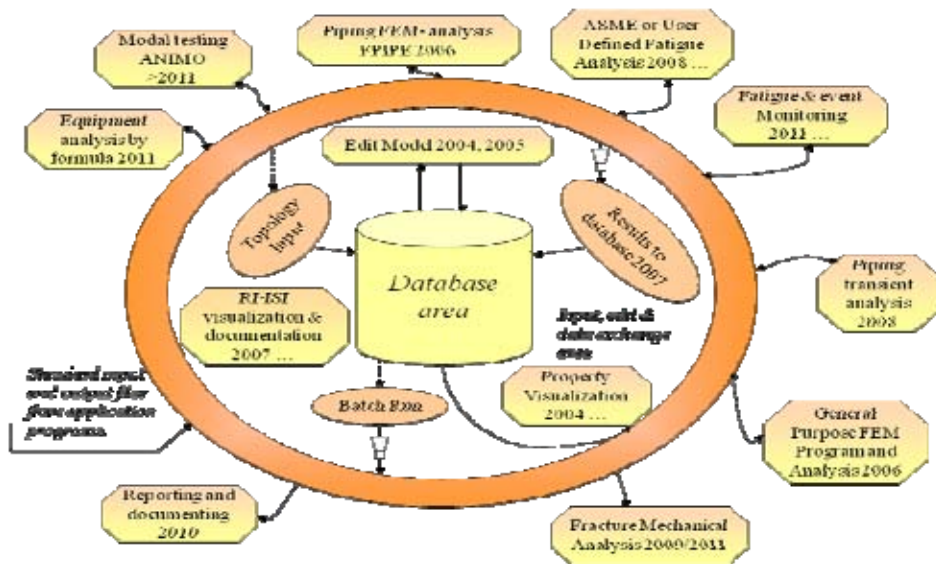 Modal testing
ANIMO
>2011
Piping FEM - analysis
FPIPE 2006
ASME or User
Defined Fatigue
Analysis 2008 ...
Equipment
analysis by
formula 2011
Fatigue & event
Monitoring
2011 ...
Edit Model 2004, 2005
Topology
Input
Results to
database 2007
Database
area
RI-ISI
visualization &
documentation
2007 ...
Input, edit &
data exchange
area
Piping
transient
analysis
2008
Standard input
and output files
from application
programs
Property
Visualization
2004 ...
Batch Run
General
Purpose FEM
Program and
Analysis 2006
Reporting and
documenting
2010
Fracture Mechanical
Analysis 2009/2011